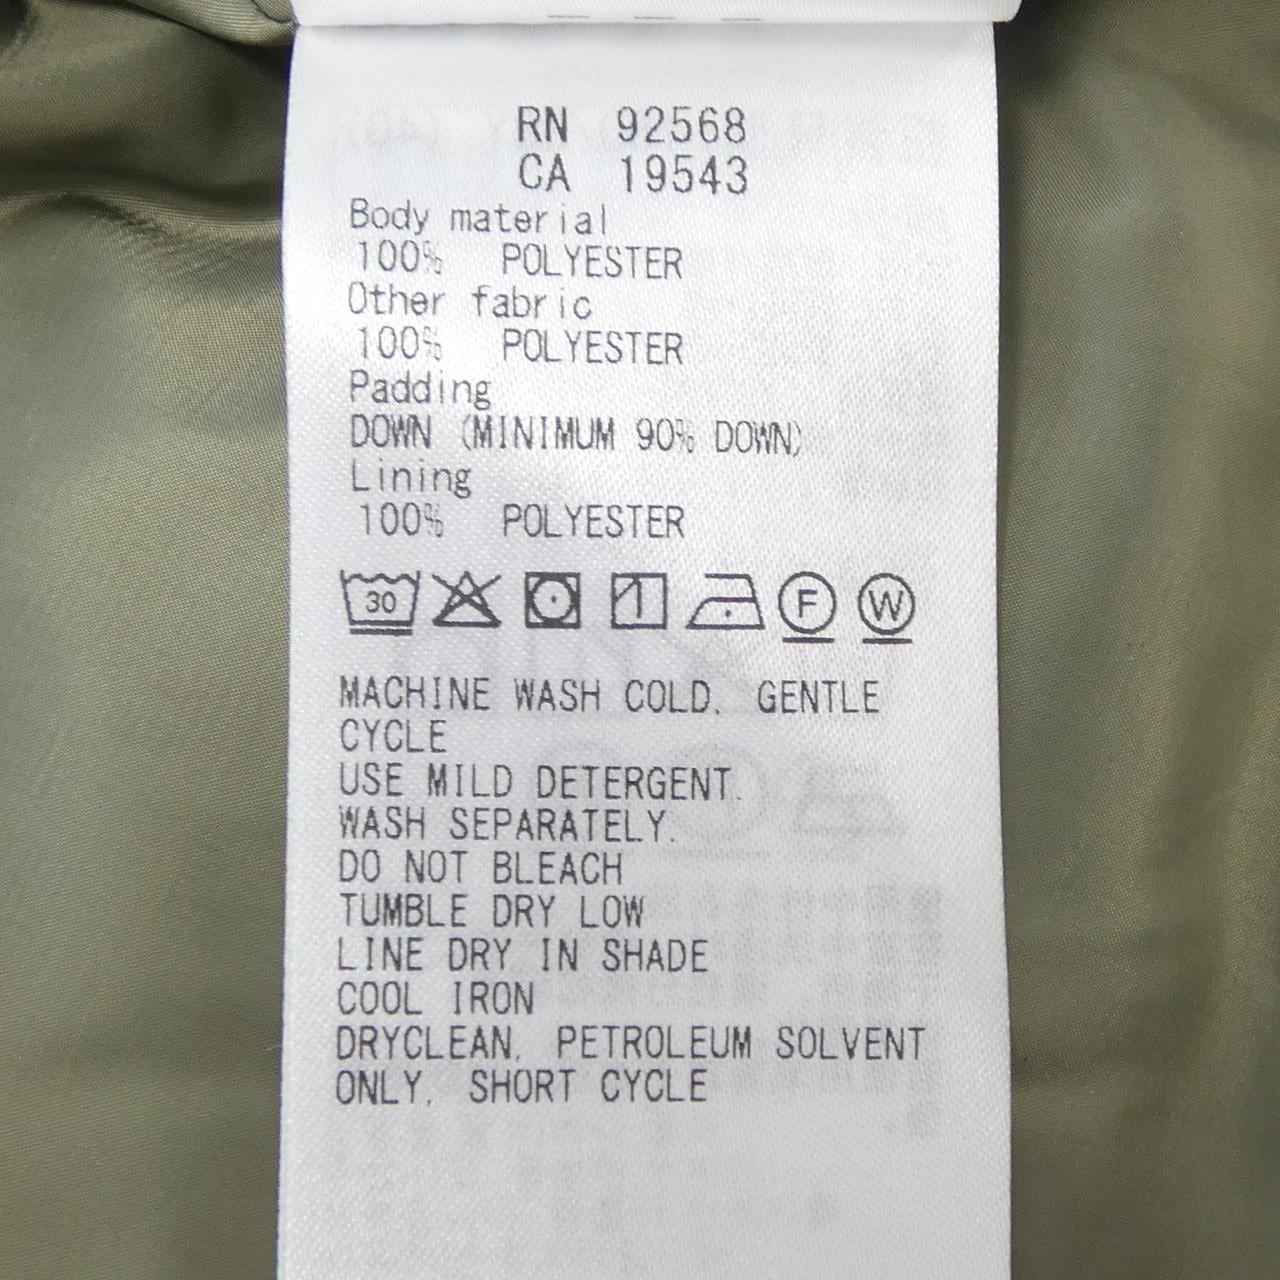 RN 92568
CA 19543
Body material
100% POLYESTER
Other fabric
100% POLYESTER
Padding
DOWN (MINIMUM 90% DOWN)
Lining
100% POLYESTER
30 F W
MACHINE WASH COLD, GENTLE
CYCLE
USE MILD DETERGENT.
WASH SEPARATELY.
DO NOT BLEACH
TUMBLE DRY LOW
LINE DRY IN SHADE
COOL IRON
DRYCLEAN, PETROLEUM SOLVENT
ONLY, SHORT CYCLE